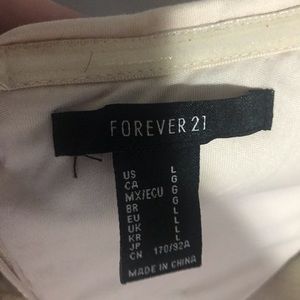 FOREVER 21
US L
CA G
MX/ECU G
BR G
EU L
UK L
KR L
JP L
CN 170/92A
MADE IN CHINA